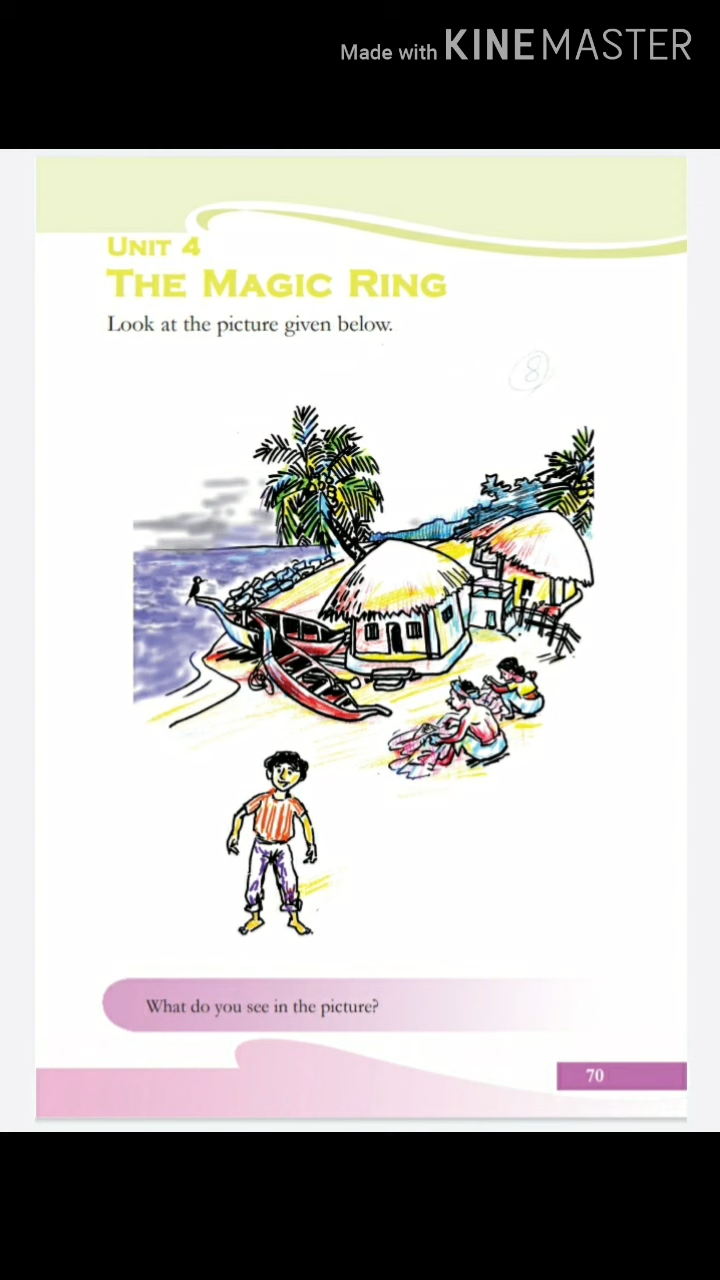 Made with KINEMASTER
UNIT 4
THE MAGIC RING
Look at the picture given below.
8
What do you see in the picture?
70